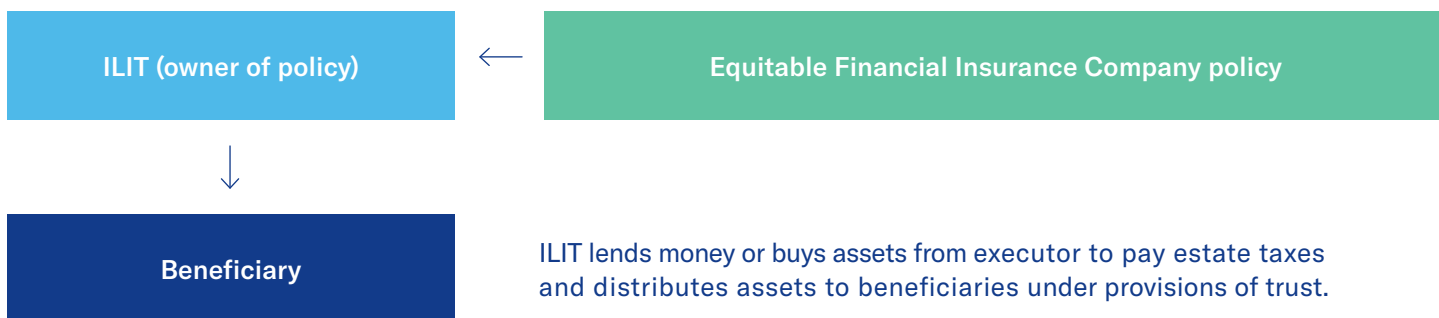 ILIT (owner of policy)
Equitable Financial Insurance Company policy
Beneficiary
ILIT lends money or buys assets from executor to pay estate taxes
and distributes assets to beneficiaries under provisions of trust.